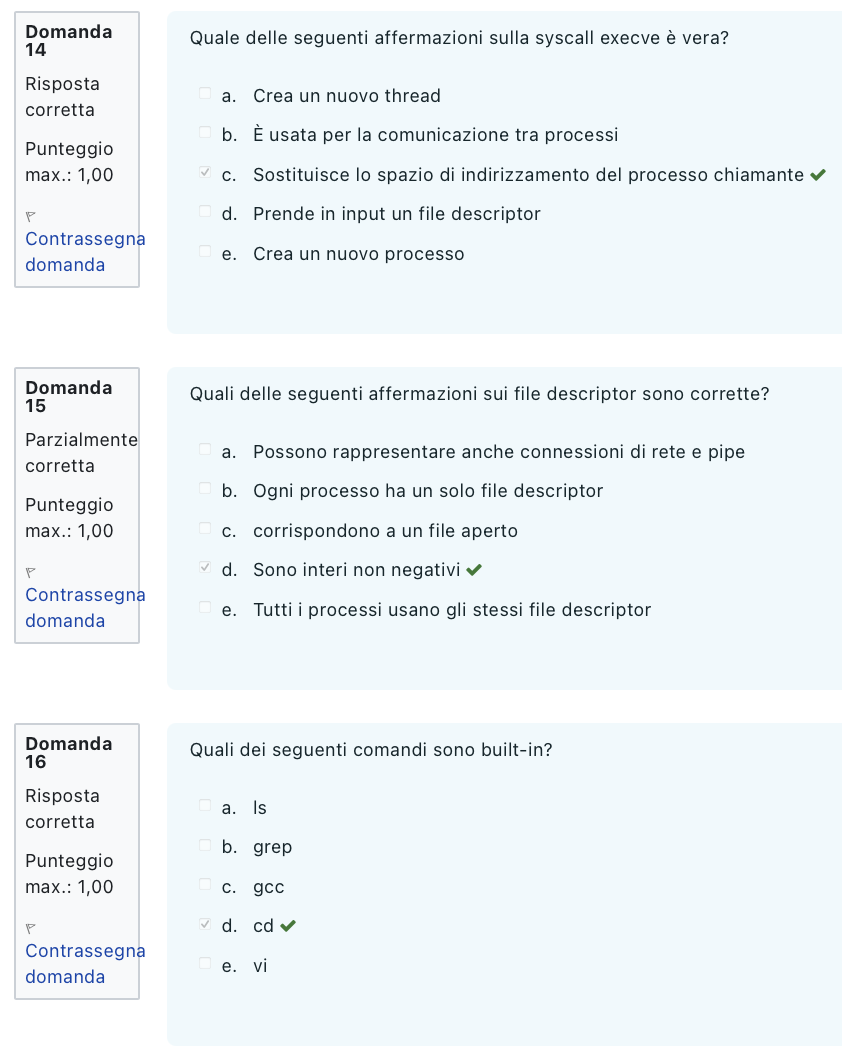 Domanda
14
Risposta
corretta
Punteggio
max.: 1,00
Contrassegna
domanda
Quale delle seguenti affermazioni sulla syscall execve è vera?
a. Crea un nuovo thread
b. È usata per la comunicazione tra processi
c. Sostituisce lo spazio di indirizzamento del processo chiamante
d. Prende in input un file descriptor
e. Crea un nuovo processo
Domanda
15
Parzialmente
corretta
Punteggio
max.: 1,00
Contrassegna
domanda
Quali delle seguenti affermazioni sui file descriptor sono corrette?
a. Possono rappresentare anche connessioni di rete e pipe
b. Ogni processo ha un solo file descriptor
c. corrispondono a un file aperto
d. Sono interi non negativi
e. Tutti i processi usano gli stessi file descriptor
Domanda
16
Risposta
corretta
Punteggio
max.: 1,00
Contrassegna
domanda
Quali dei seguenti comandi sono built-in?
a. ls
b. grep
c. gcc
d. cd
e. vi